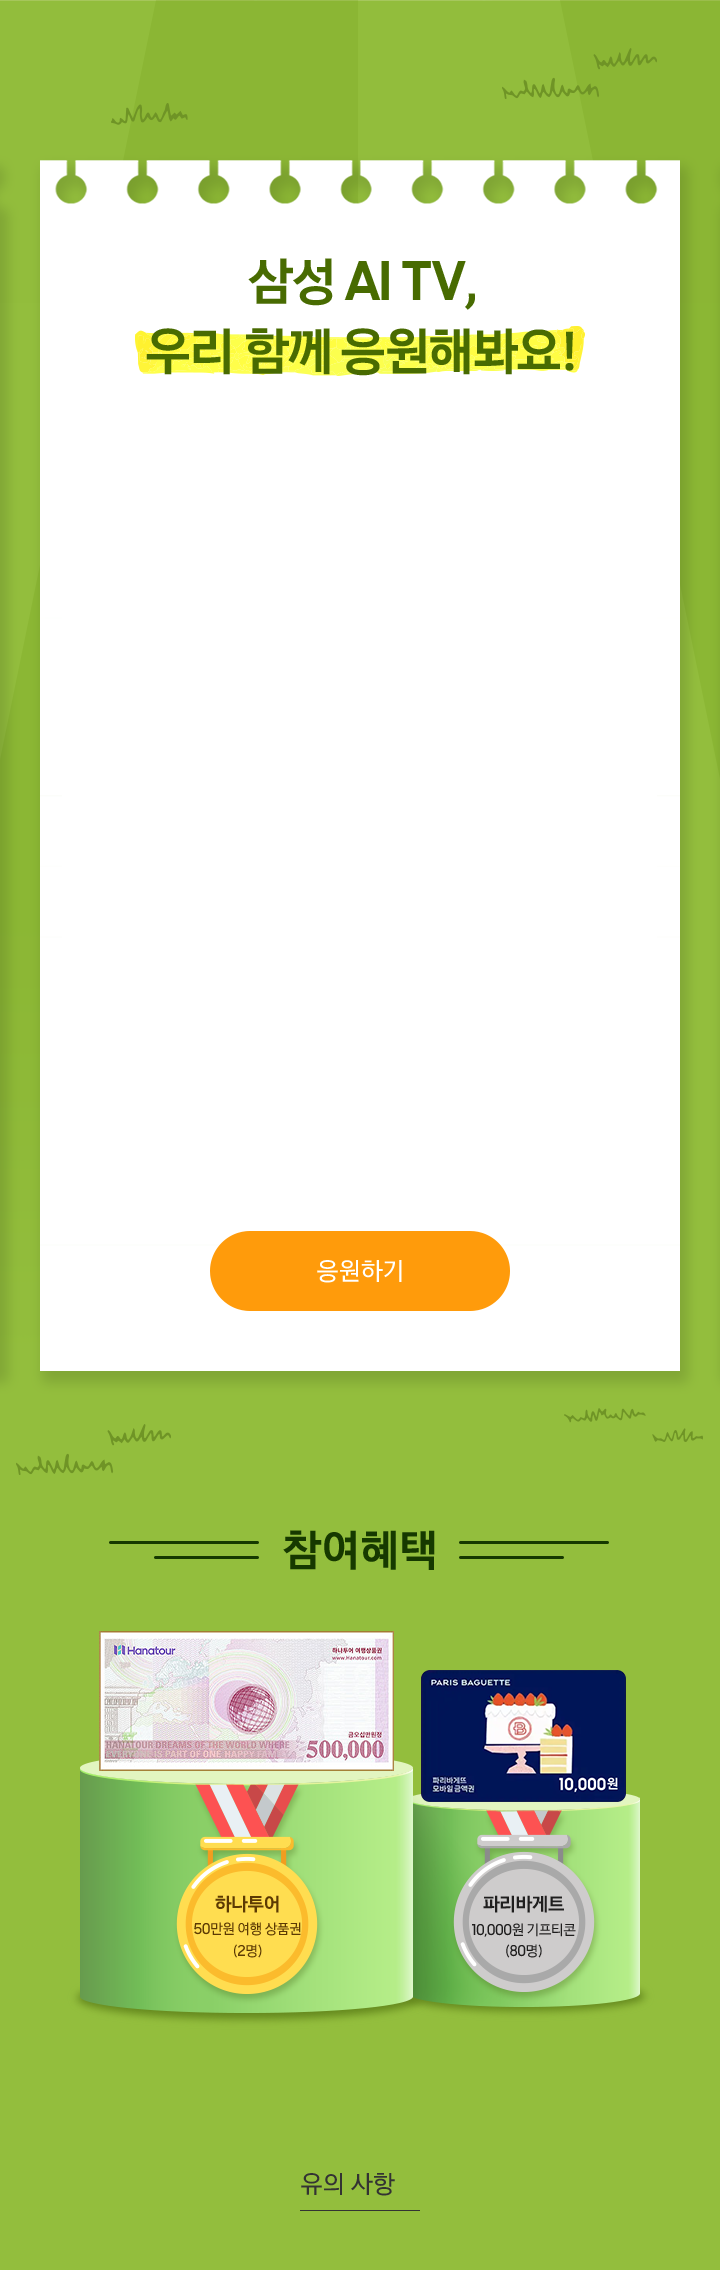 삼성 AI TV,
우리 함께 응원해봐요!
응원하기
참여혜택
Hanatour
하나투어 여행상품권
www.Hanatour.com
금오십만원정
HANATOUR DREAMS OF THE WORLD WHERE
EVERYONE IS PART OF ONE HAPPY FAMILY
500,000
PARIS BAGUETTE
파리바게뜨
모바일 금액권
10,000원
하나투어
50만원 여행 상품권
(2명)
파리바게트
10,000원 기프티콘
(80명)
유의 사항